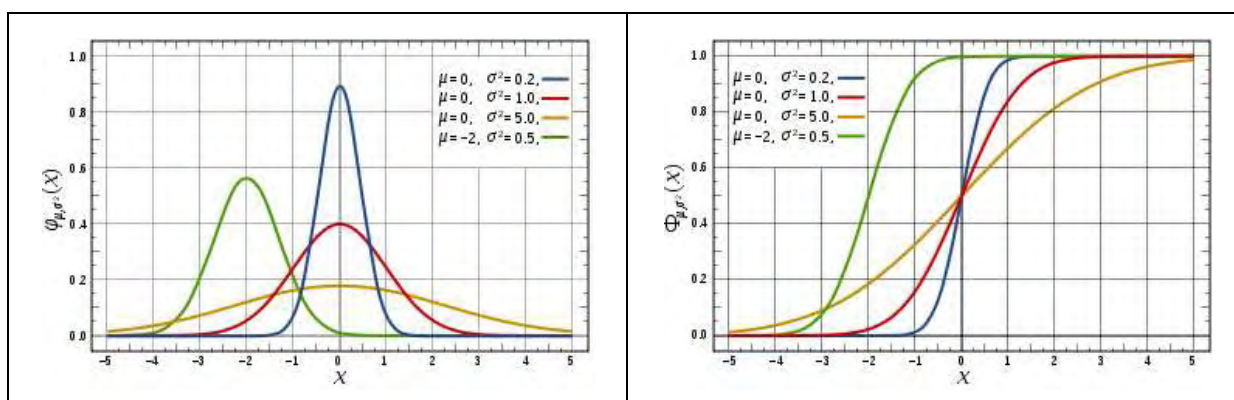 1.0
0.8
0.6
0.4
0.2
0.0
φμ,σ²(x)
μ=0, σ²=0.2,
μ=0, σ²=1.0,
μ=0, σ²=5.0,
μ=-2, σ²=0.5,
-5 -4 -3 -2 -1 0 1 2 3 4 5
x
1.0
0.8
0.6
0.4
0.2
0.0
Φμ,σ²(x)
μ=0, σ²=0.2,
μ=0, σ²=1.0,
μ=0, σ²=5.0,
μ=-2, σ²=0.5,
-5 -4 -3 -2 -1 0 1 2 3 4 5
x